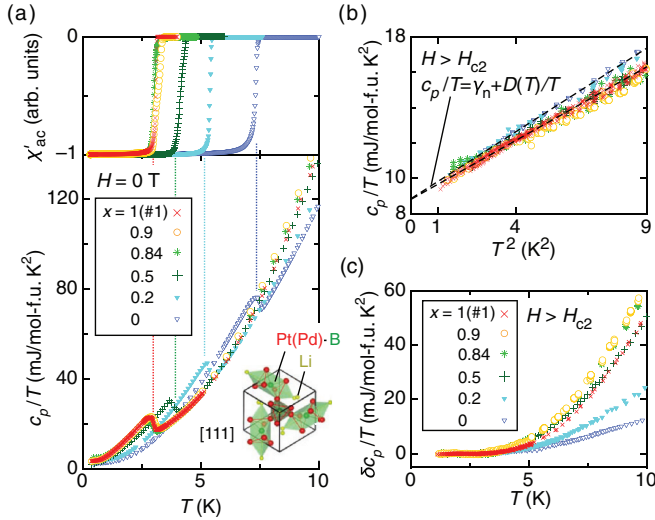 (a)
0
χ′ac (arb. units)
−1
H = 0 T
x = 1(#1)
0.9
0.84
0.5
0.2
0
120
80
40
0
cp/T (mJ/mol-f.u. K²)
Pt(Pd)-B
Li
[111]
0
5
10
T (K)
(b)
18
10
8
cp/T (mJ/mol-f.u. K²)
H > Hc2
cp/T=γn+D(T)/T
0
1
4
9
T² (K²)
(c)
60
40
20
0
δcp/T (mJ/mol-f.u. K²)
x = 1(#1)
0.9
0.84
0.5
0.2
0
H > Hc2
0
5
10
T (K)